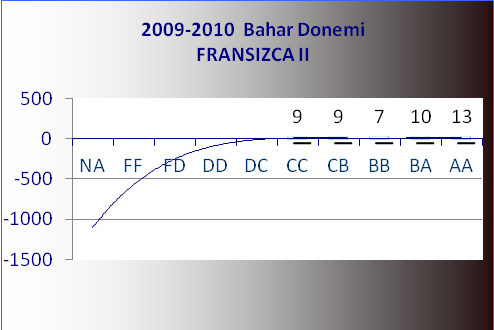 2009-2010 Bahar Donemi
FRANSIZCA II
500
9 9 7 10 13
0
NA FF FD DD DC CC CB BB BA AA
-500
-1000
-1500